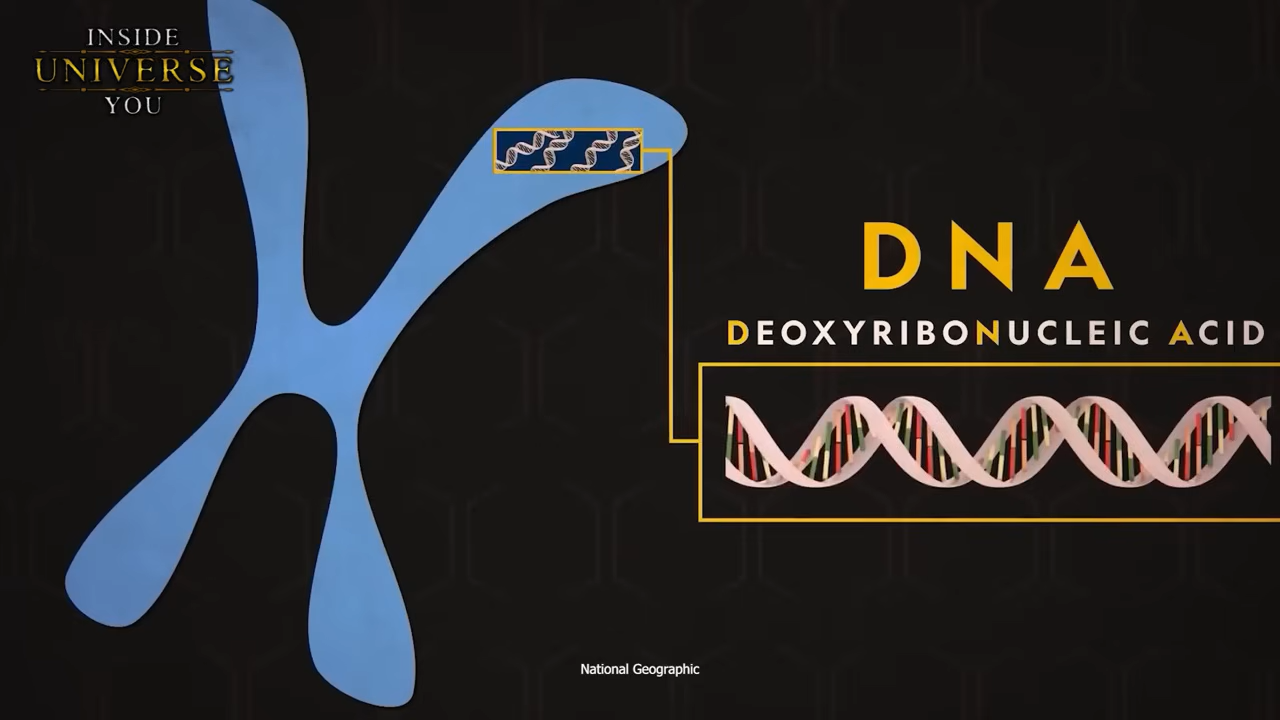 INSIDE
UNIVERSE
YOU
DNA
DEOXYRIBONUCLEIC ACID
National Geographic